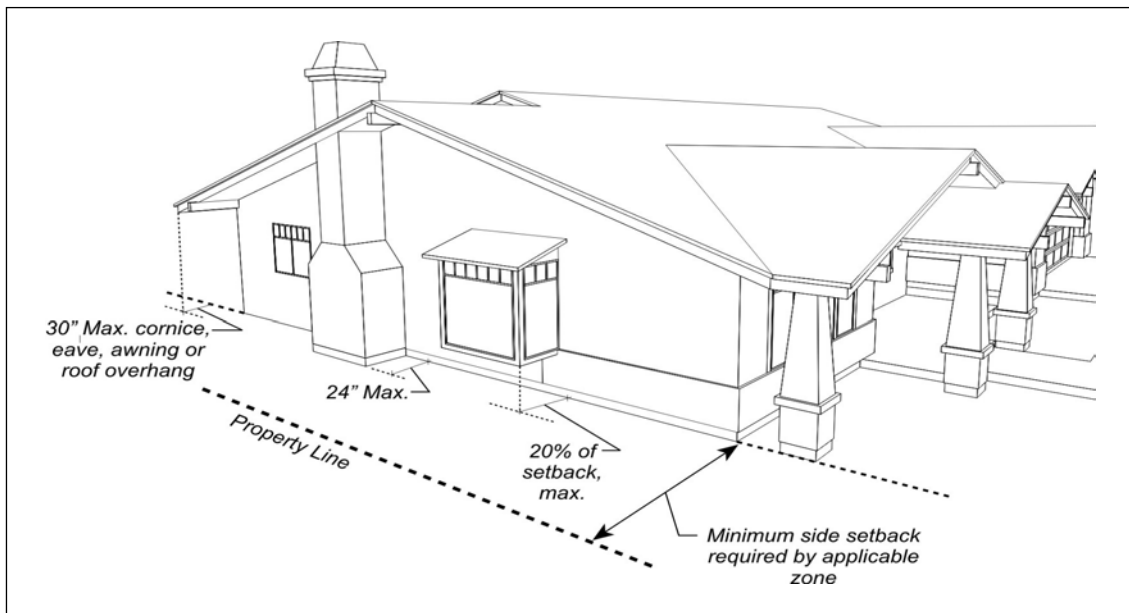 30” Max. cornice,
eave, awning or
roof overhang
24” Max.
Property Line
20% of
setback,
max.
Minimum side setback
required by applicable
zone